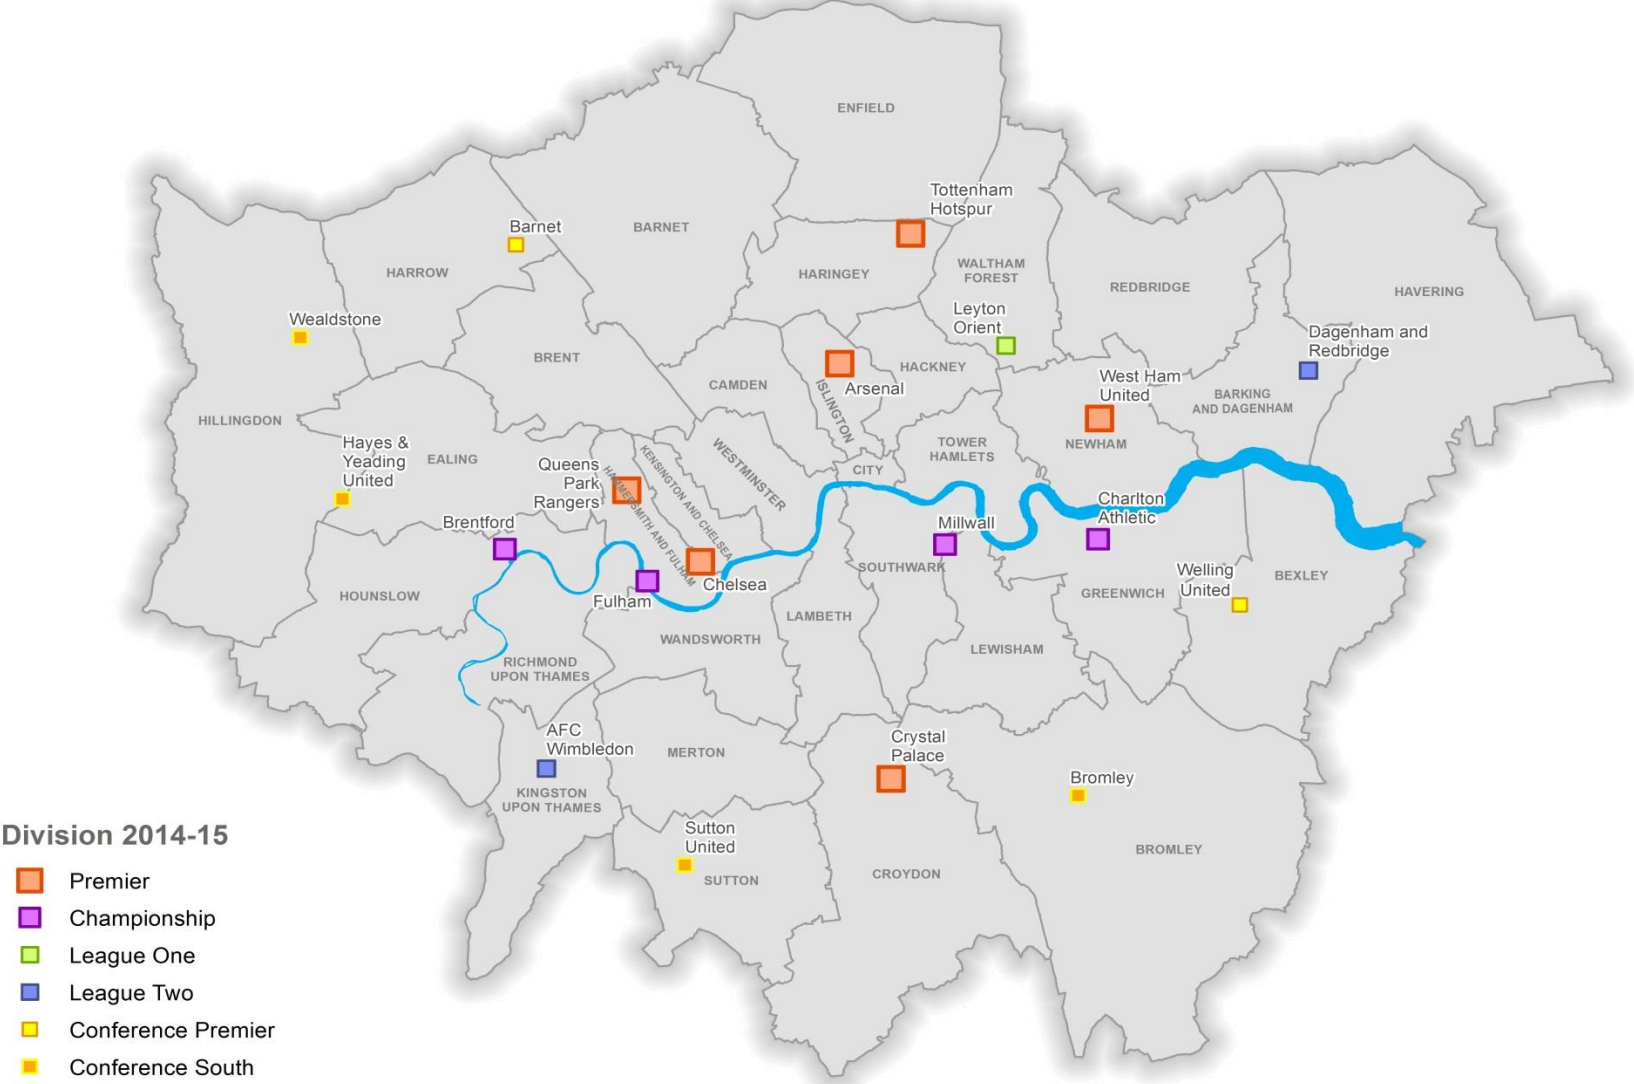 ENFIELD
Tottenham
Hotspur
BARNET
Barnet
HARROW
HARINGEY
WALTHAM
FOREST
REDBRIDGE
HAVERING
Wealdstone
Leyton
Orient
Dagenham and
Redbridge
BRENT
CAMDEN
ISLINGTON
Arsenal
HACKNEY
West Ham
United
BARKING
AND DAGENHAM
HILLINGDON
Hayes &
Yeading
United
EALING
Queens
Park
Rangers
HAMMERSMITH AND FULHAM
KENSINGTON AND CHELSEA
WESTMINSTER
CITY
TOWER
HAMLETS
NEWHAM
Brentford
Millwall
Charlton
Athletic
HOUNSLOW
Fulham
Chelsea
SOUTHWARK
Welling
United
BEXLEY
GREENWICH
LAMBETH
WANDSWORTH
LEWISHAM
RICHMOND
UPON THAMES
AFC
Wimbledon
MERTON
Crystal
Palace
Bromley
KINGSTON
UPON THAMES
Sutton
United
SUTTON
CROYDON
BROMLEY
Division 2014-15
Premier
Championship
League One
League Two
Conference Premier
Conference South